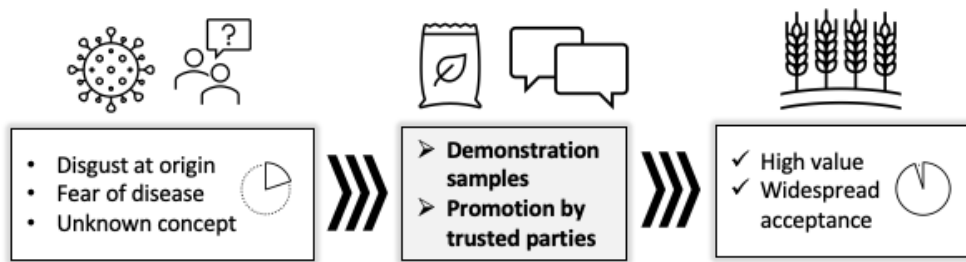 ?
• Disgust at origin
• Fear of disease
• Unknown concept
➢ Demonstration
samples
➢ Promotion by
trusted parties
✓ High value
✓ Widespread
acceptance